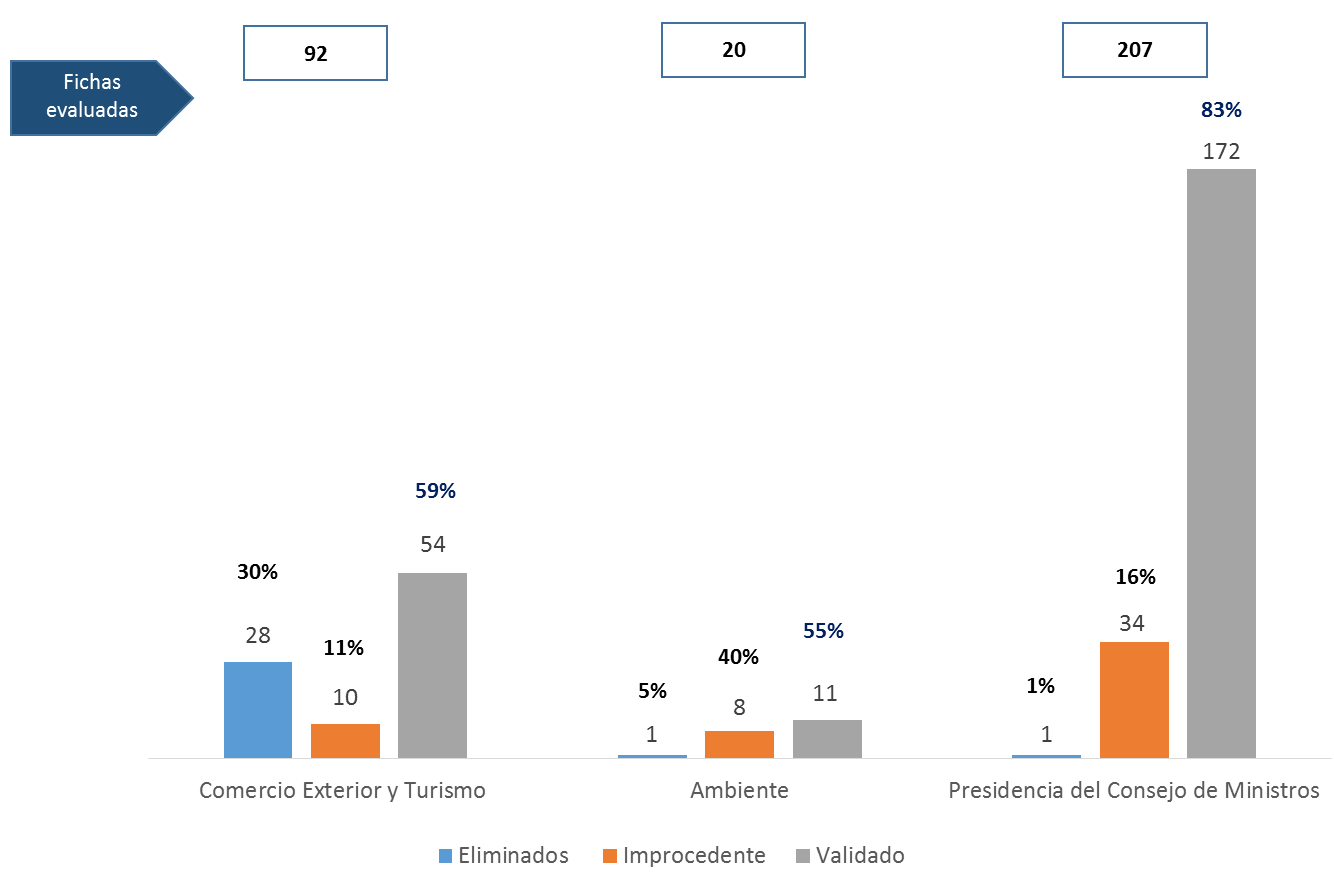 92
20
207
Fichas
evaluadas
83%
172
59%
54
30%
28
11%
10
55%
11
40%
8
5%
1
16%
34
1%
1
Comercio Exterior y Turismo
Ambiente
Presidencia del Consejo de Ministros
Eliminados
Improcedente
Validado